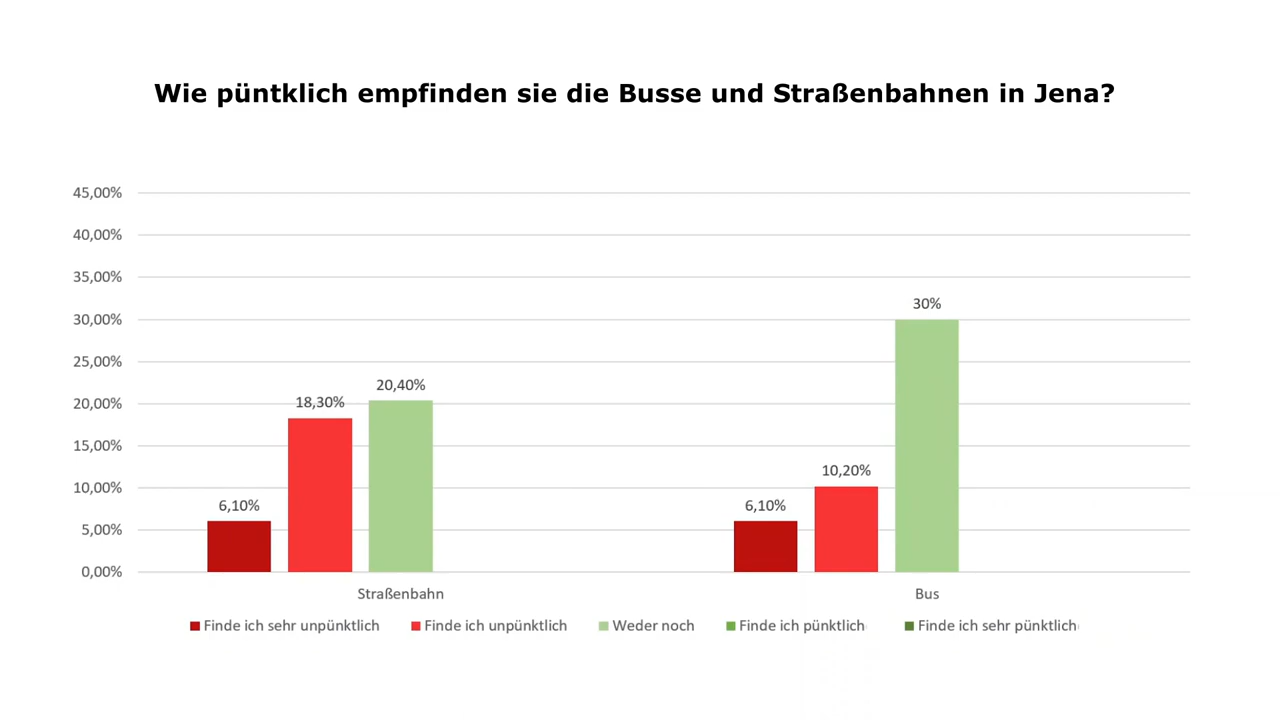 Wie püntklich empfinden sie die Busse und Straßenbahnen in Jena?
45,00%
40,00%
35,00%
30,00%
25,00%
20,00%
15,00%
10,00%
5,00%
0,00%
6,10%
18,30%
20,40%
6,10%
10,20%
30%
Straßenbahn
Bus
Finde ich sehr unpünktlich
Finde ich unpünktlich
Weder noch
Finde ich pünktlich
Finde ich sehr pünktlich